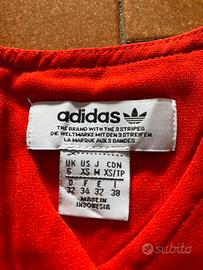 adidas
THE BRAND WITH THE 3 STRIPES
DIE WELTMARKE MIT DEN 3 STREIFEN
LA MARQUE AUX 3 BANDES
UK US J CDN
6 XS M XS/TP
D F E I
32 34 32 38
MADE IN
INDONESIA
subito